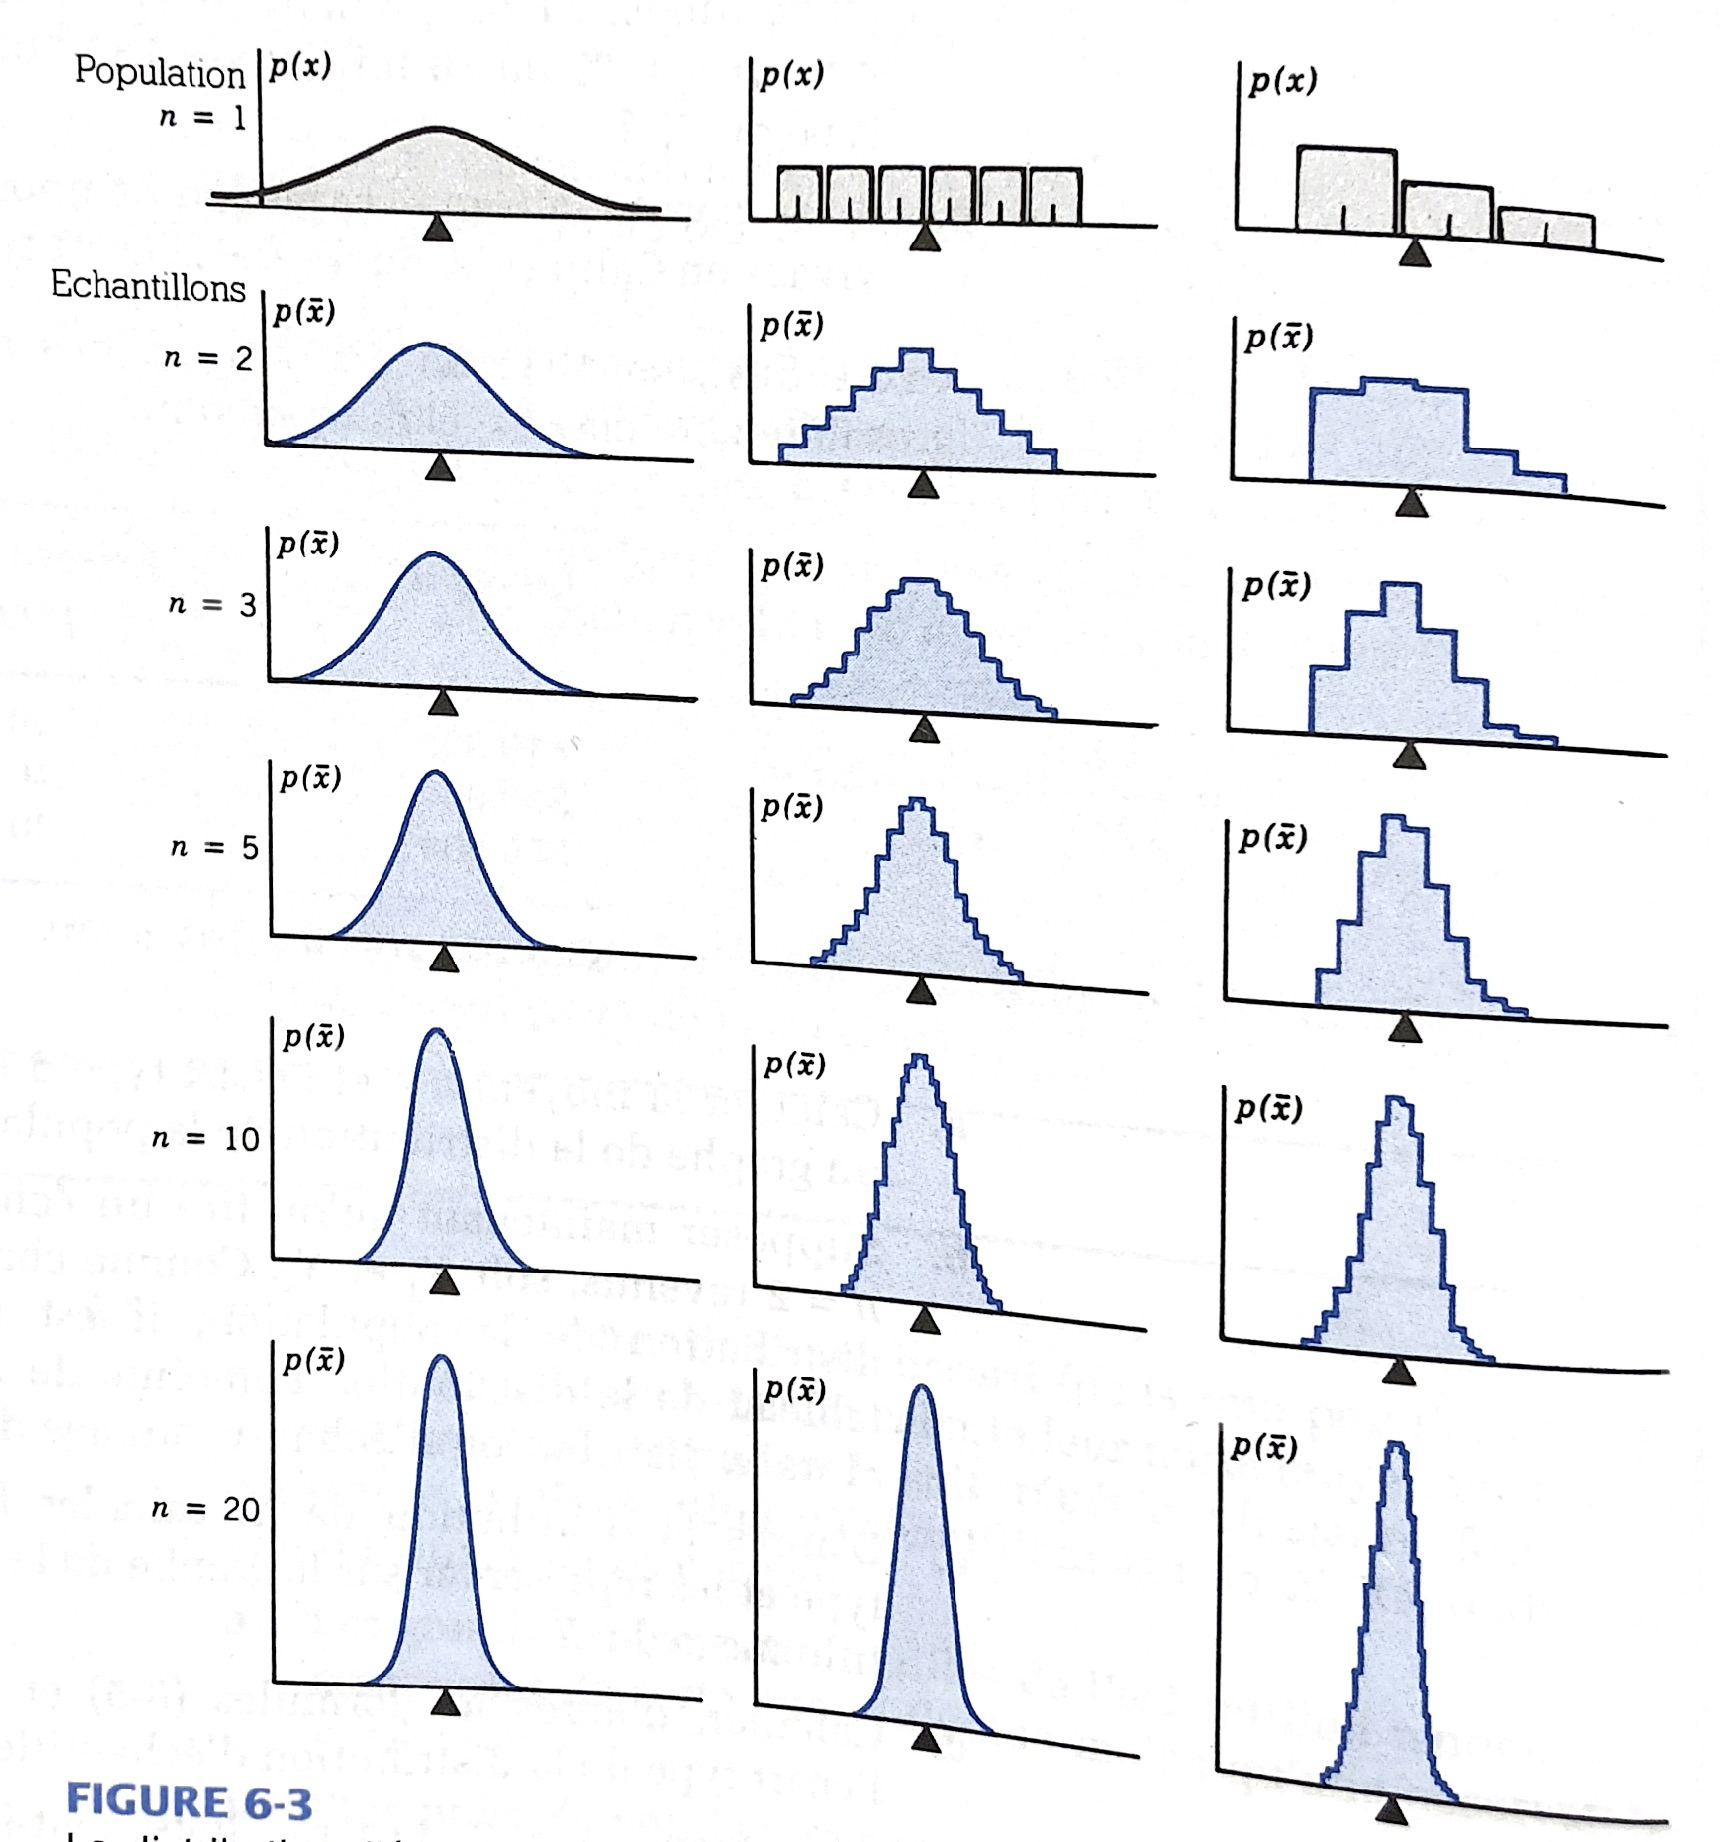 Population
n = 1
p(x)
p(x)
p(x)
Echantillons
n = 2
p(x̄)
p(x̄)
p(x̄)
n = 3
p(x̄)
p(x̄)
p(x̄)
n = 5
p(x̄)
p(x̄)
p(x̄)
n = 10
p(x̄)
p(x̄)
p(x̄)
n = 20
p(x̄)
p(x̄)
p(x̄)
FIGURE 6-3